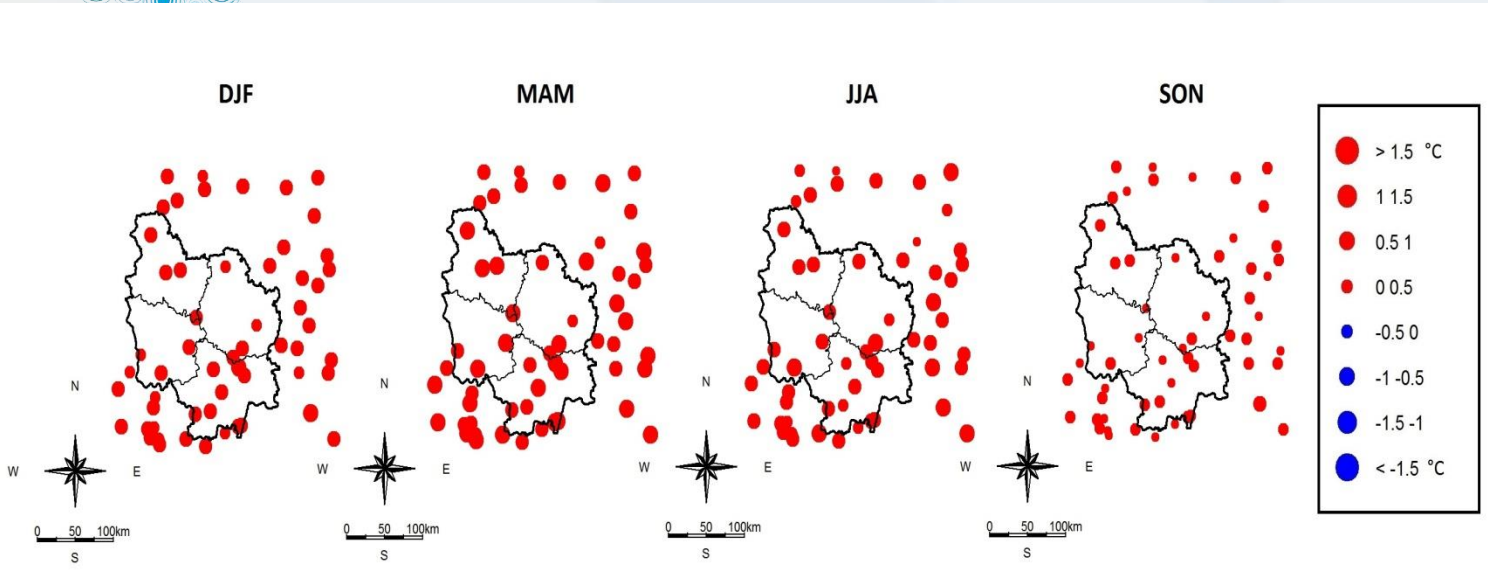 DJF MAM JJA SON
> 1.5 °C
1 1.5
0.5 1
0 0.5
-0.5 0
-1 -0.5
-1.5 -1
< -1.5 °C
N N N N
W E W E W E W E
0 50 100km 0 50 100km 0 50 100km 0 50 100km
S S S S